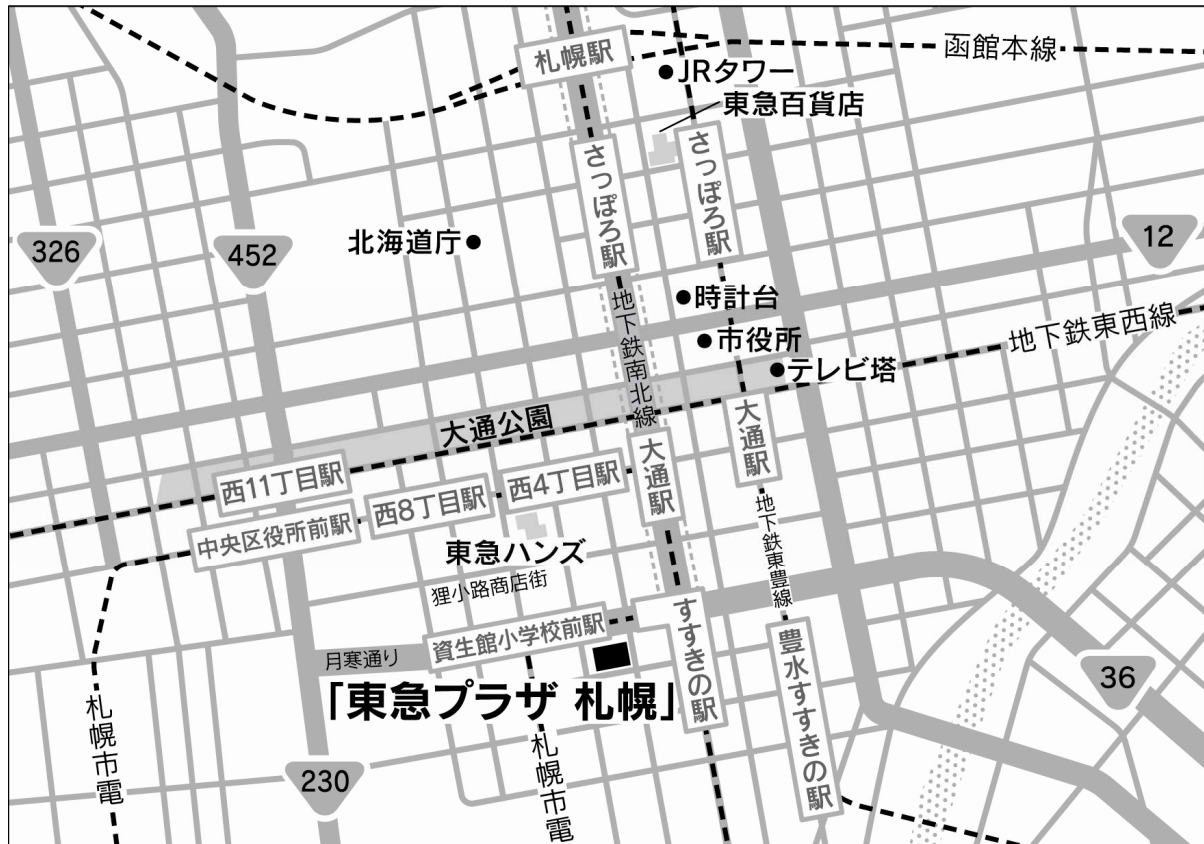 札幌駅
函館本線
JRタワー
東急百貨店
さっぽろ駅
さっぽろ駅
326
452
北海道庁
12
時計台
地下鉄南北線
市役所
地下鉄東西線
テレビ塔
大通公園
大通駅
大通駅
西11丁目駅
西8丁目駅
西4丁目駅
中央区役所前駅
東急ハンズ
地下鉄東豊線
狸小路商店街
資生館小学校前駅
すすきの駅
豊水すすきの駅
月寒通り
36
「東急プラザ 札幌」
札幌市電
札幌市電
230